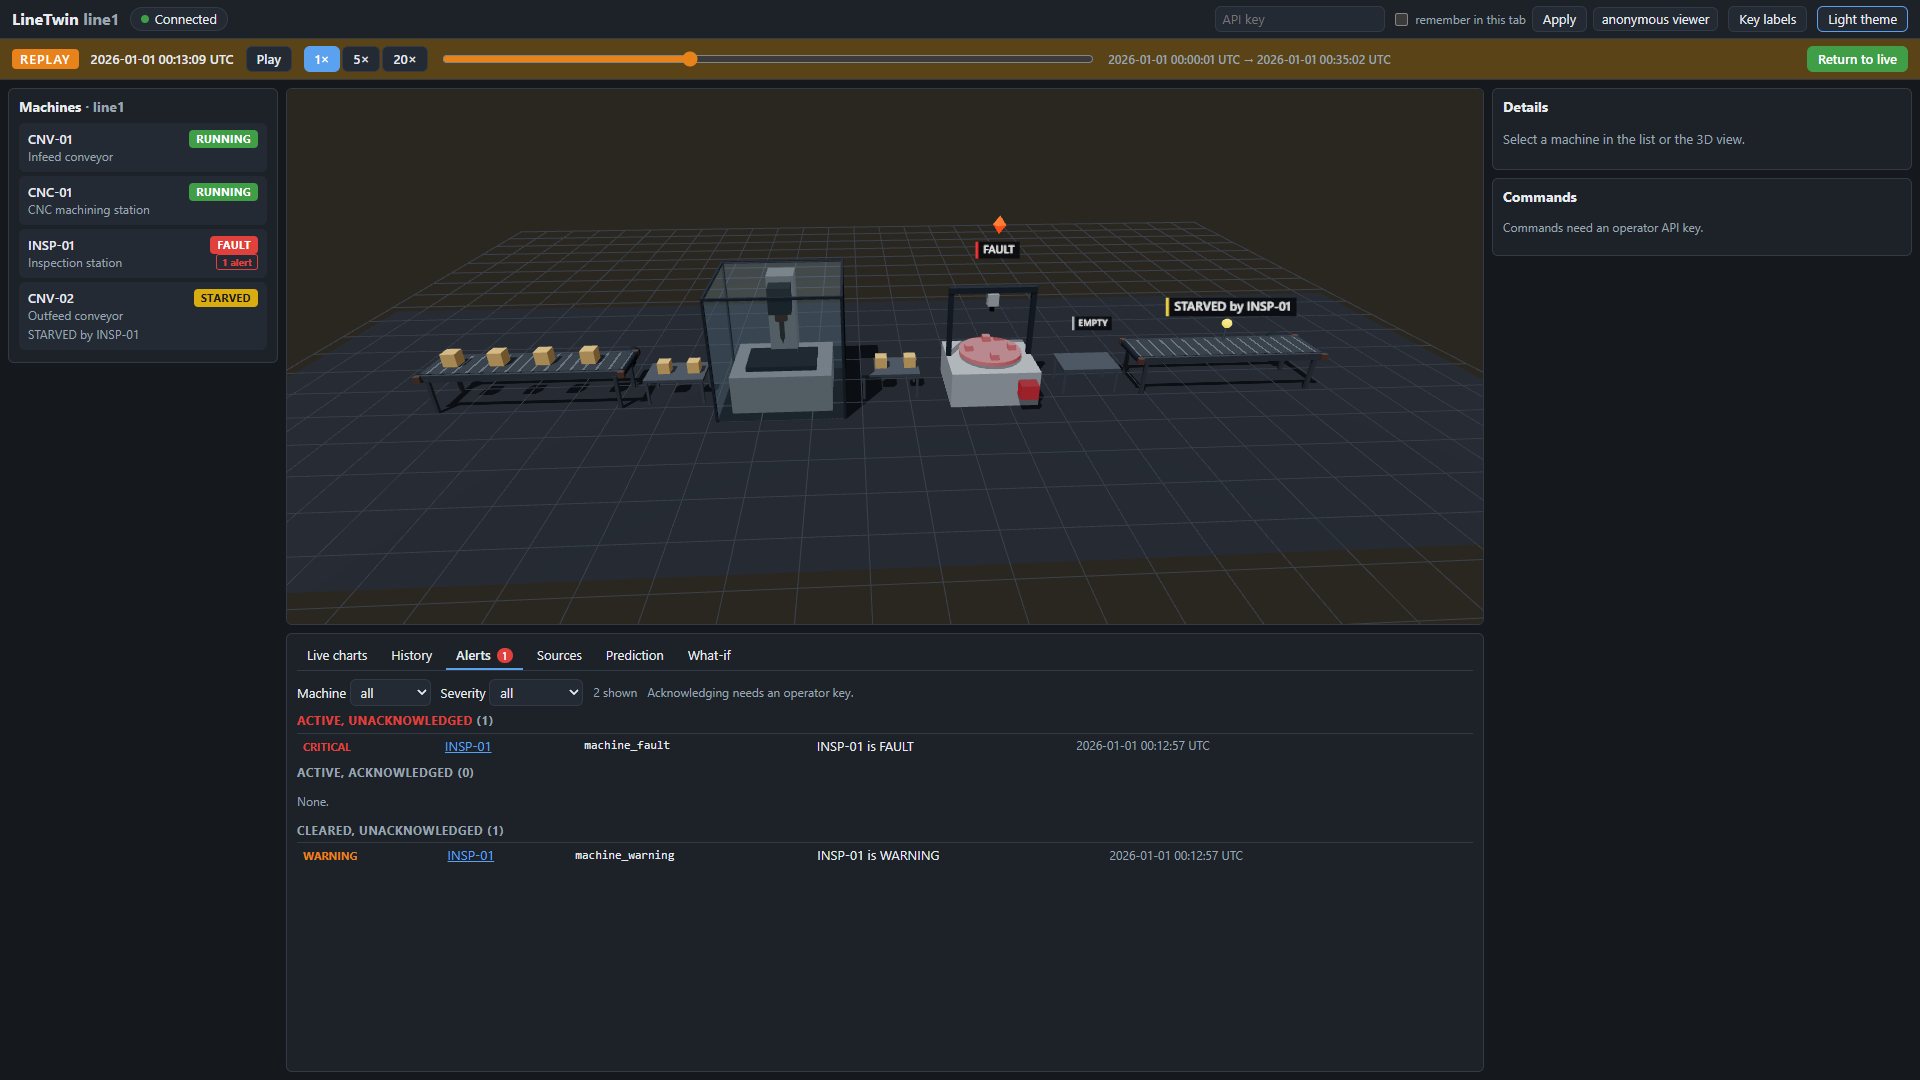 LineTwin line1
Connected
API key
remember in this tab
Apply
anonymous viewer
Key labels
Light theme
REPLAY
2026-01-01 00:13:09 UTC
Play
1×
5×
20×
2026-01-01 00:00:01 UTC → 2026-01-01 00:35:02 UTC
Return to live
Machines · line1
CNV-01
RUNNING
Infeed conveyor
CNC-01
RUNNING
CNC machining station
INSP-01
FAULT
Inspection station
1 alert
CNV-02
STARVED
Outfeed conveyor
STARVED by INSP-01
FAULT
STARVED by INSP-01
EMPTY
Details
Select a machine in the list or the 3D view.
Commands
Commands need an operator API key.
Live charts
History
Alerts 1
Sources
Prediction
What-if
Machine all
Severity all
2 shown
Acknowledging needs an operator key.
ACTIVE, UNACKNOWLEDGED (1)
CRITICAL INSP-01 machine_fault INSP-01 is FAULT 2026-01-01 00:12:57 UTC
ACTIVE, ACKNOWLEDGED (0)
None.
CLEARED, UNACKNOWLEDGED (1)
WARNING INSP-01 machine_warning INSP-01 is WARNING 2026-01-01 00:12:57 UTC